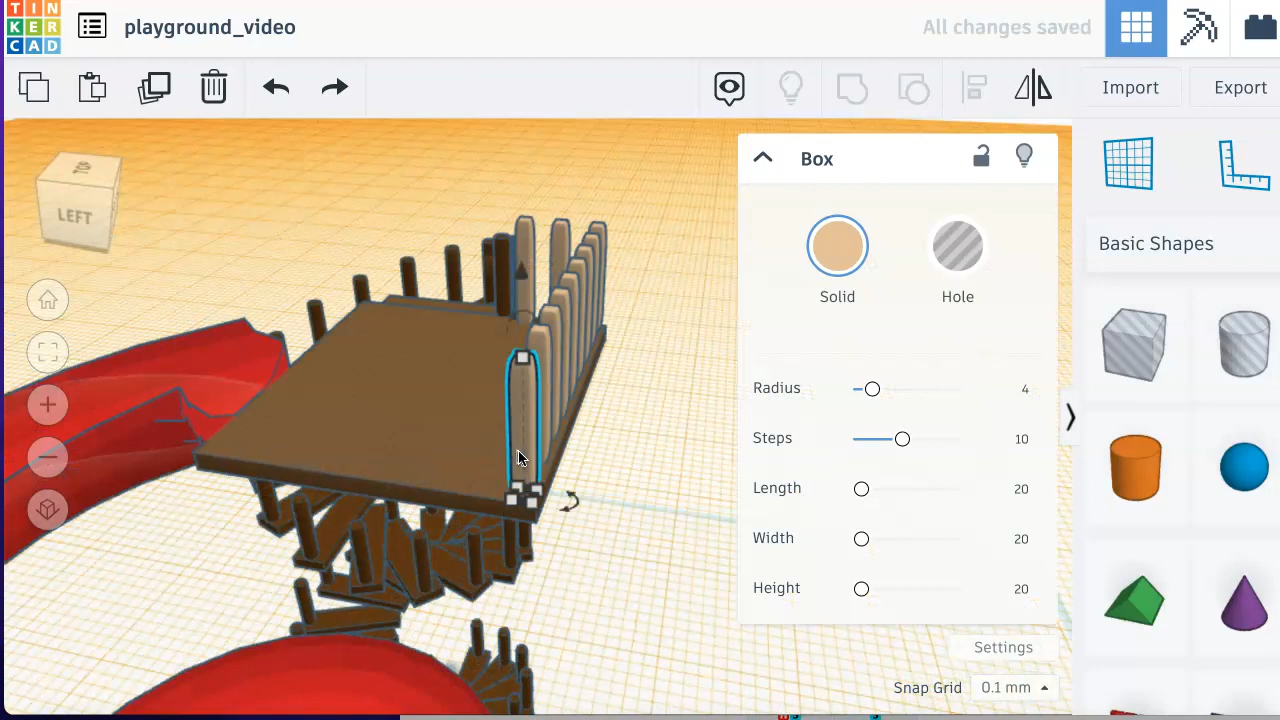 TIN
KER
CAD
playground_video
All changes saved
Import
Export
LEFT
Box
Solid
Hole
Radius 4
Steps 10
Length 20
Width 20
Height 20
Settings
Snap Grid 0.1 mm
Basic Shapes